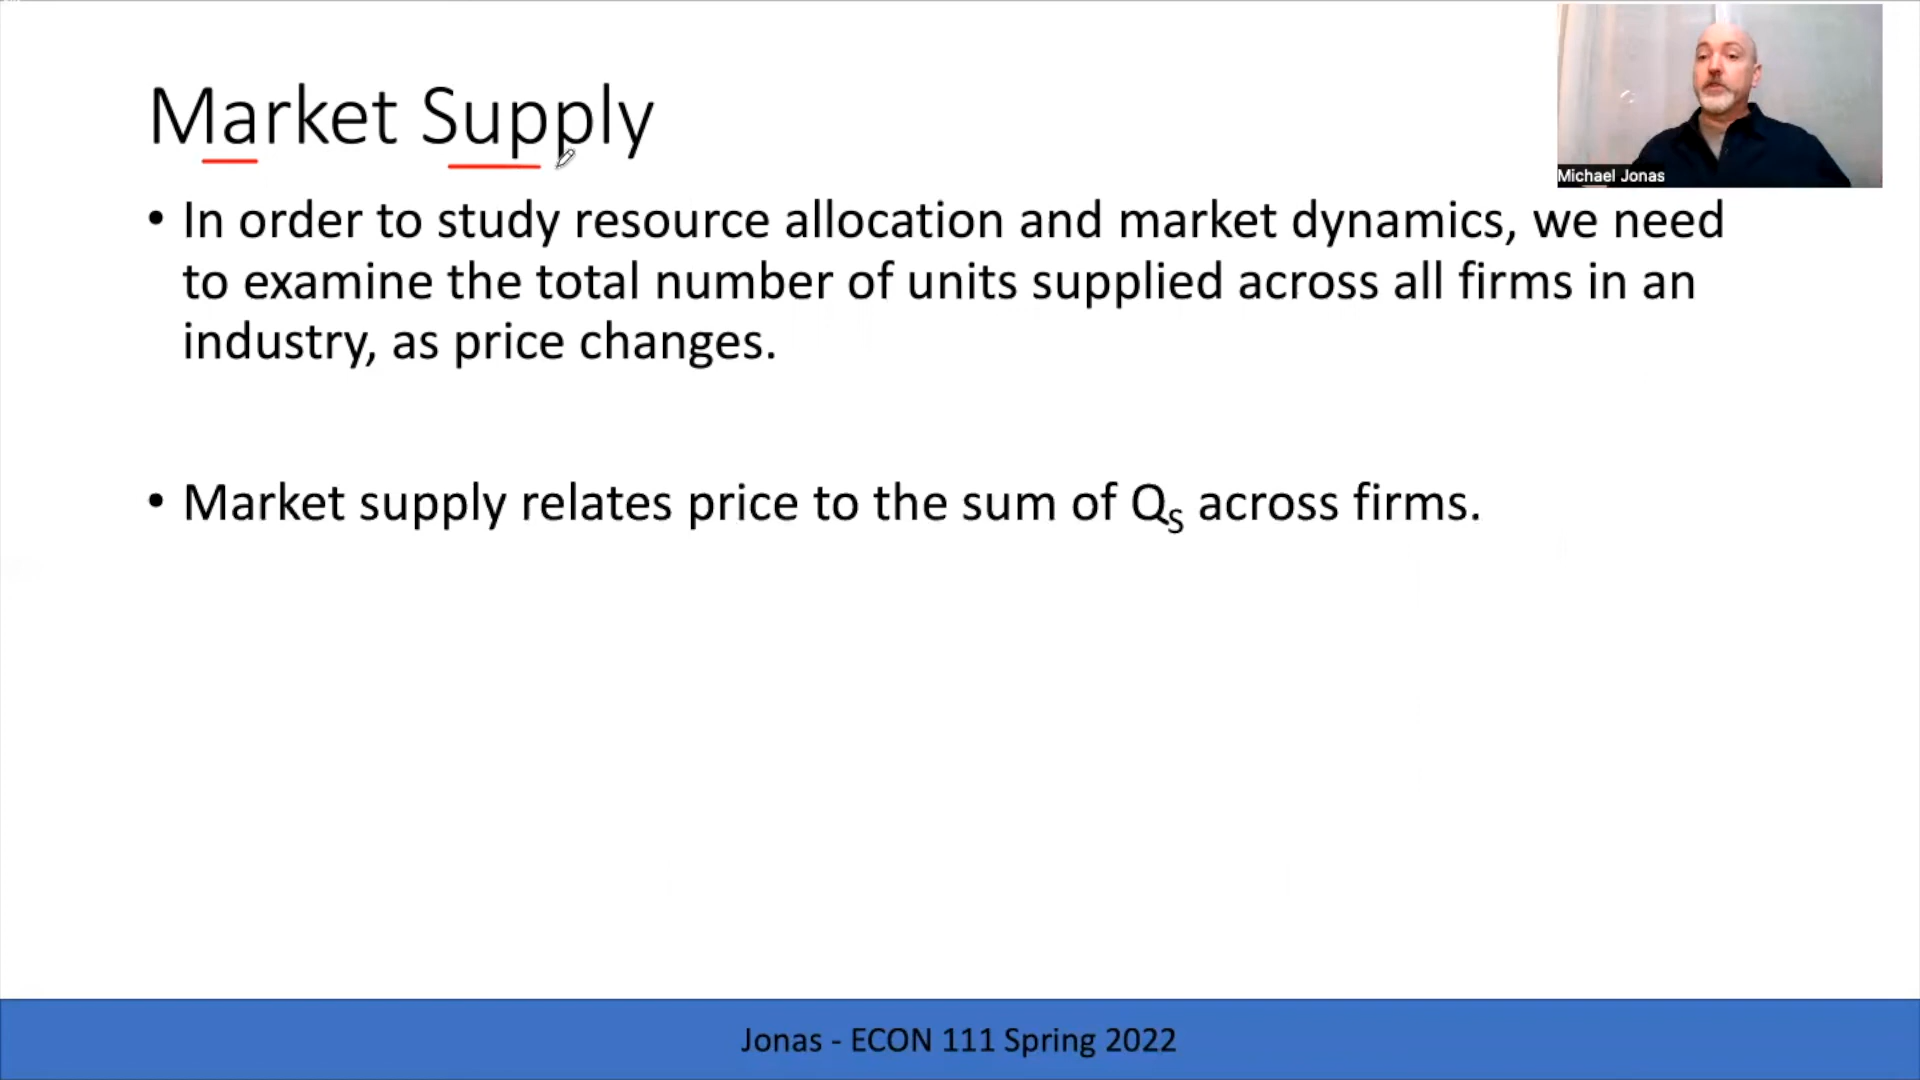 Market Supply
Michael Jonas
• In order to study resource allocation and market dynamics, we need
to examine the total number of units supplied across all firms in an
industry, as price changes.
• Market supply relates price to the sum of QS across firms.
Jonas - ECON 111 Spring 2022